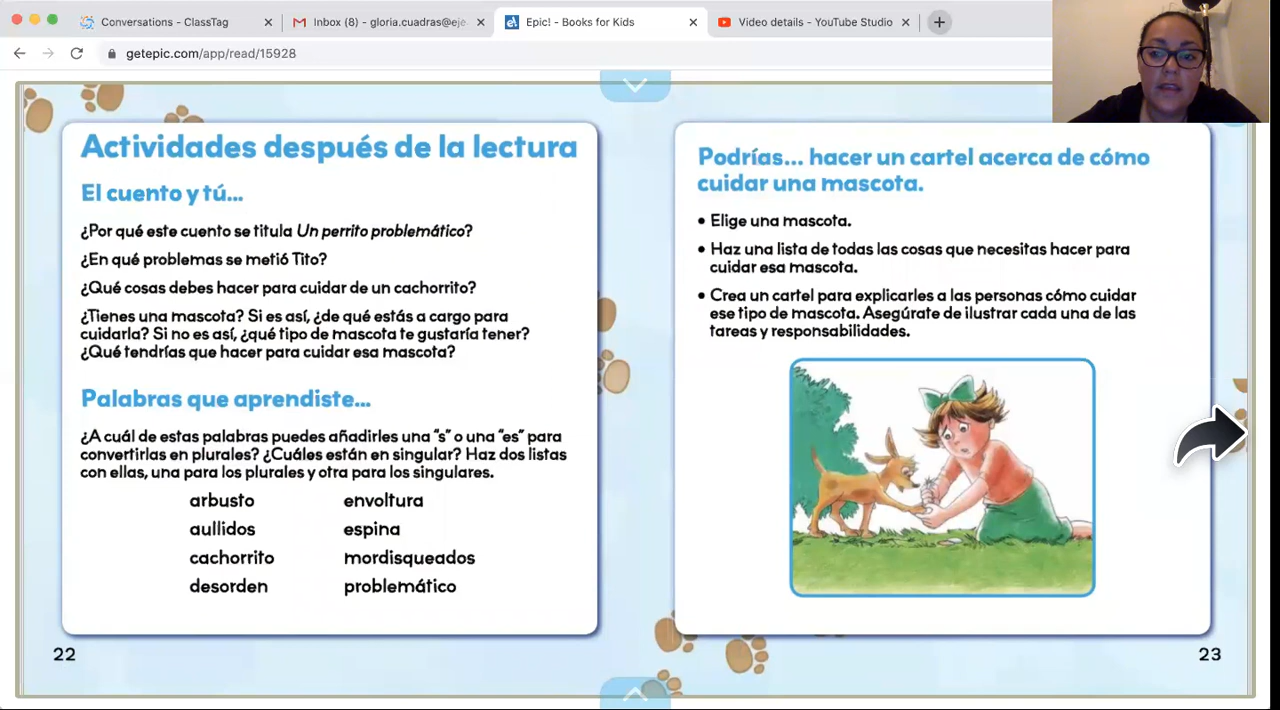 Conversations - ClassTag
Inbox (8) - gloria.cuadras@eje
Epic! - Books for Kids
Video details - YouTube Studio
getepic.com/app/read/15928
Actividades después de la lectura
El cuento y tú...
¿Por qué este cuento se titula Un perrito problemático?
¿En qué problemas se metió Tito?
¿Qué cosas debes hacer para cuidar de un cachorrito?
¿Tienes una mascota? Si es así, ¿de qué estás a cargo para
cuidarla? Si no es así, ¿qué tipo de mascota te gustaría tener?
¿Qué tendrías que hacer para cuidar esa mascota?
Palabras que aprendiste...
¿A cuál de estas palabras puedes añadirles una “s” o una “es” para
convertirlas en plurales? ¿Cuáles están en singular? Haz dos listas
con ellas, una para los plurales y otra para los singulares.
arbusto envoltura
aullidos espina
cachorrito mordisqueados
desorden problemático
22
Podrías... hacer un cartel acerca de cómo
cuidar una mascota.
• Elige una mascota.
• Haz una lista de todas las cosas que necesitas hacer para
cuidar esa mascota.
• Crea un cartel para explicarles a las personas cómo cuidar
ese tipo de mascota. Asegúrate de ilustrar cada una de las
tareas y responsabilidades.
23